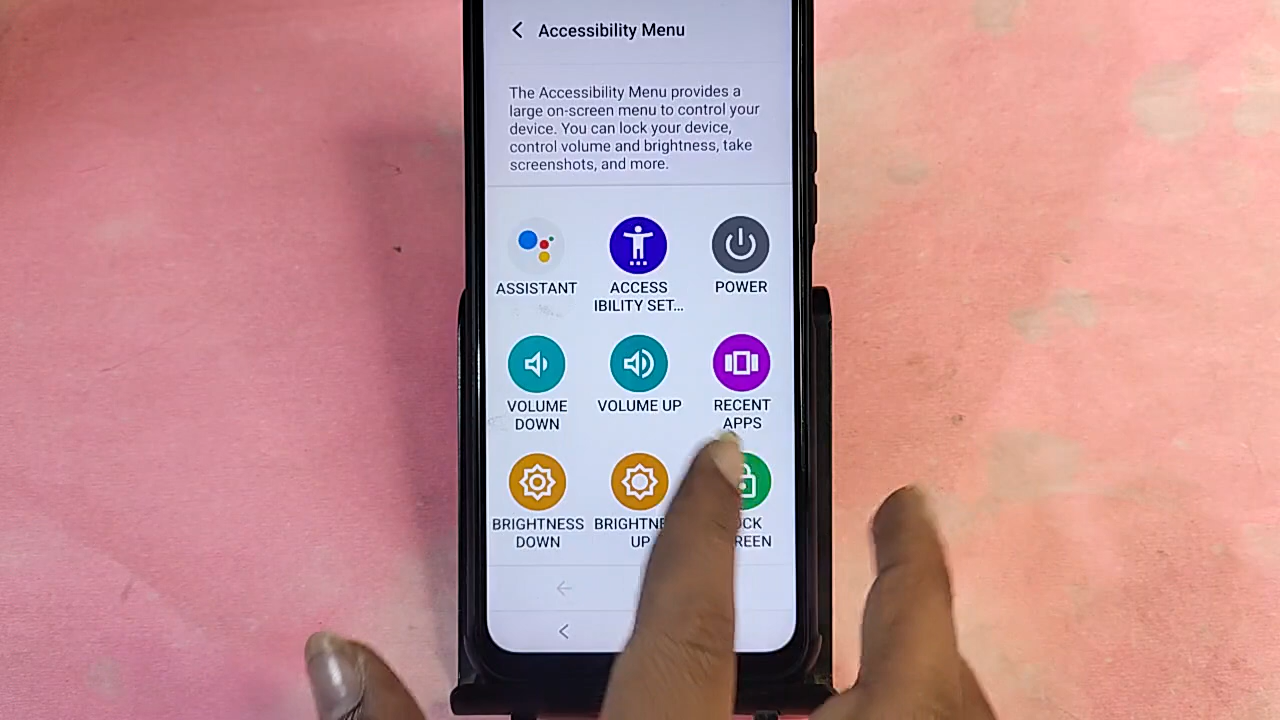 Accessibility Menu
The Accessibility Menu provides a
large on-screen menu to control your
device. You can lock your device,
control volume and brightness, take
screenshots, and more.
ASSISTANT
ACCESS
IBILITY SET...
POWER
VOLUME
DOWN
VOLUME UP
RECENT
APPS
BRIGHTNESS
DOWN
UP